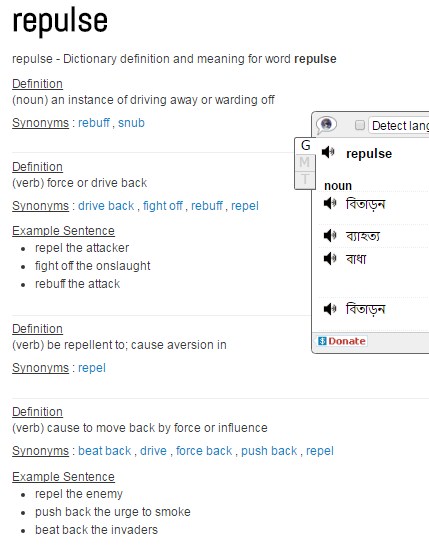 repulse
repulse - Dictionary definition and meaning for word repulse
Definition
(noun) an instance of driving away or warding off
Synonyms : rebuff , snub
Definition
(verb) force or drive back
Synonyms : drive back , fight off , rebuff , repel
Example Sentence
repel the attacker
fight off the onslaught
rebuff the attack
Definition
(verb) be repellent to; cause aversion in
Synonyms : repel
Definition
(verb) cause to move back by force or influence
Synonyms : beat back , drive , force back , push back , repel
Example Sentence
repel the enemy
push back the urge to smoke
beat back the invaders
Detect lang
G
M
T
repulse
noun
বিতাড়ন
ব্যাহত্য
বাধা
বিতাড়ন
Donate